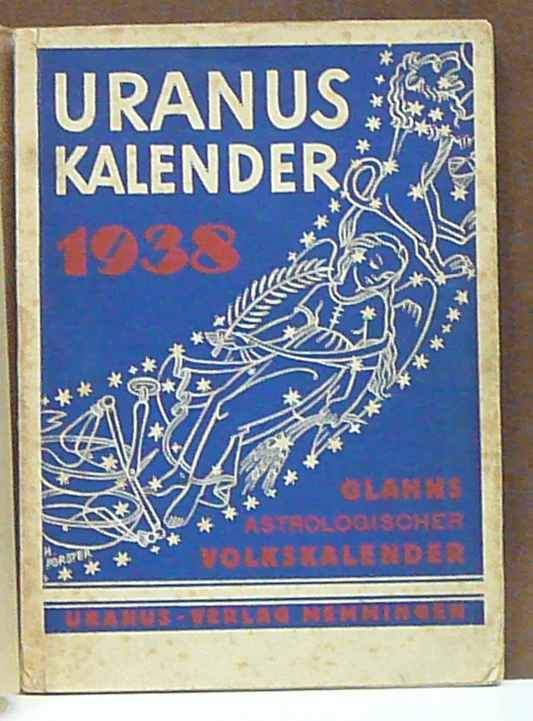 URANUS
KALENDER
1938
GLAHNS
ASTROLOGISCHER
VOLKSKALENDER
H
URANUS-VERLAG MEMMINGEN